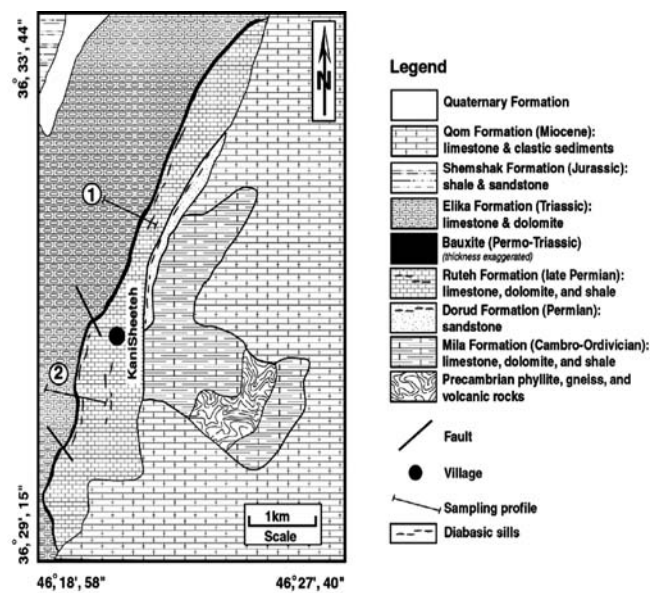 36°, 33', 44"
N
1
KaniSheeteh
2
36°, 29', 15"
1km
Scale
46°, 18', 58"
46°, 27', 40"
Legend
Quaternary Formation
Qom Formation (Miocene):
limestone & clastic sediments
Shemshak Formation (Jurassic):
shale & sandstone
Elika Formation (Triassic):
limestone & dolomite
Bauxite (Permo-Triassic)
(thickness exaggerated)
Ruteh Formation (late Permian):
limestone, dolomite, and shale
Dorud Formation (Permian):
sandstone
Mila Formation (Cambro-Ordivician):
limestone, dolomite, and shale
Precambrian phyllite, gneiss, and
volcanic rocks
Fault
Village
Sampling profile
Diabasic sills